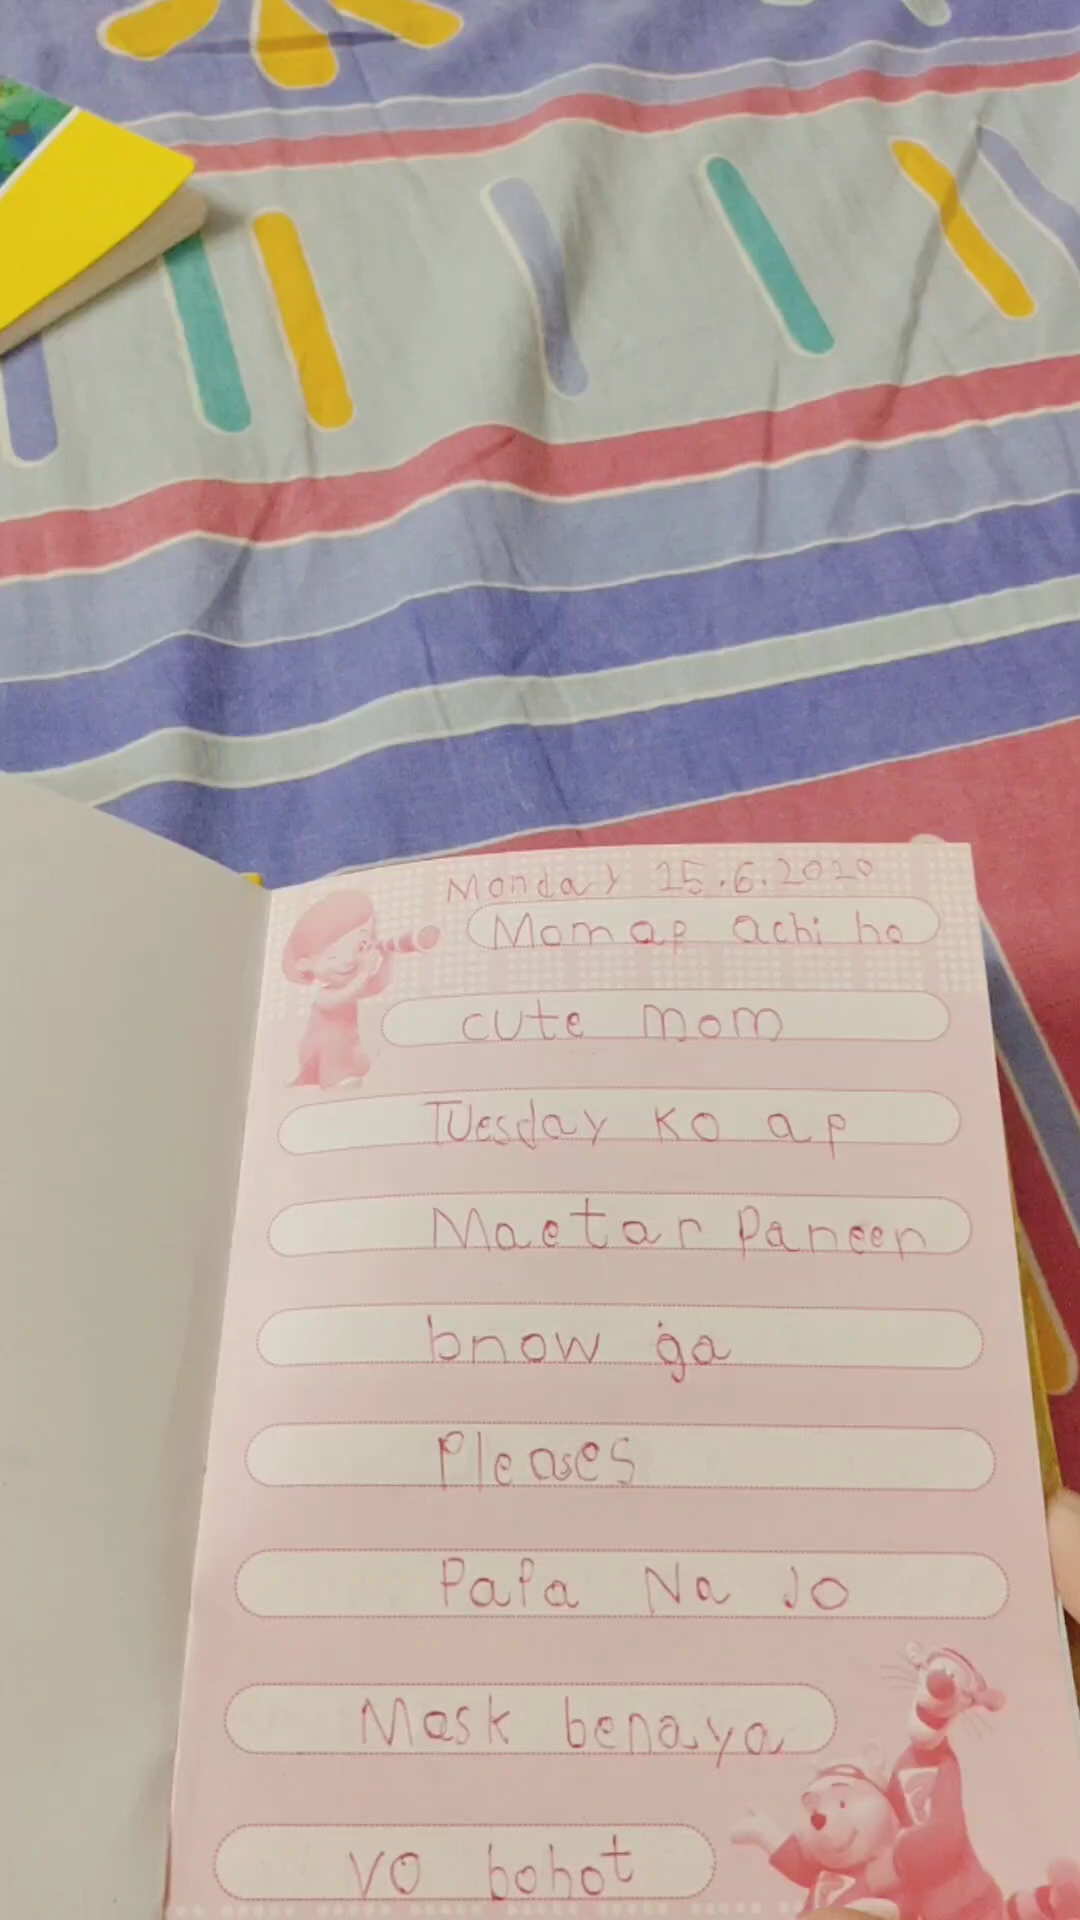 Monday 15.6.2020
Mom ap achi ho
cute mom
Tuesday Ko ap
Maetar Paneer
bnow ga
Pleases
PaPa Na Jo
Mask benaya
vo bohot